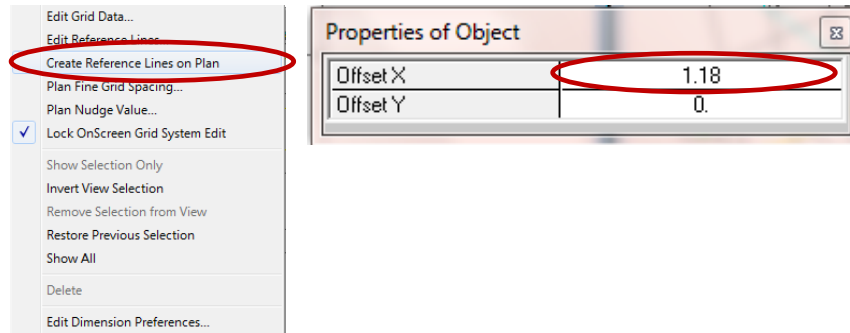 Edit Grid Data...
Edit Reference Lines...
Create Reference Lines on Plan
Plan Fine Grid Spacing...
Plan Nudge Value...
Lock OnScreen Grid System Edit
Show Selection Only
Invert View Selection
Remove Selection from View
Restore Previous Selection
Show All
Delete
Edit Dimension Preferences...
Properties of Object
Offset X 1.18
Offset Y 0.